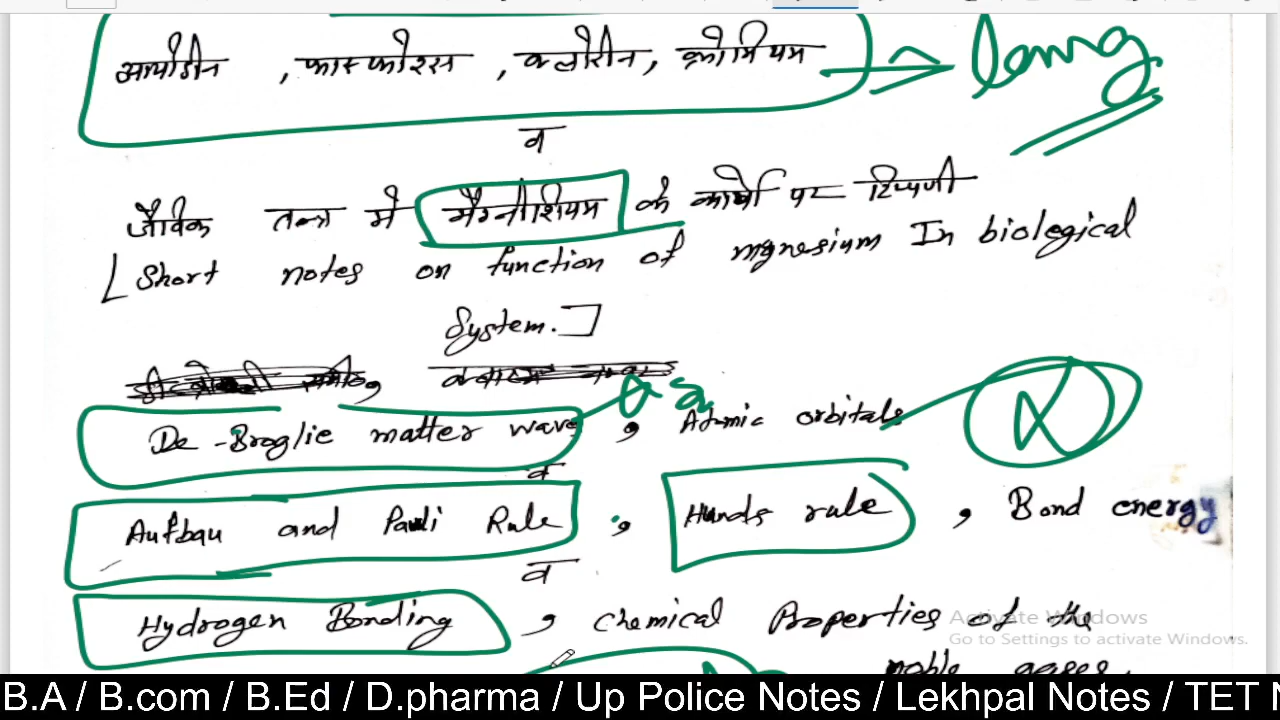 आयोडीन , फास्फोरस , क्लोरीन, क्रोमियम → long
व
जैविक तन्त्र मे मैग्नीशियम के कार्यो पर टिप्पणी
[Short notes on function of mgnesium In biological
System.]
De-Broglie matter wave , Atomic orbitals
व
Aufbau and Pauli Rule , Hunds rule , Bond energy
व
Hydrogen Bonding , Chemical Properties of the
noble gases.
Activate Windows
Go to Settings to activate Windows.
B.A / B.com / B.Ed / D.pharma / Up Police Notes / Lekhpal Notes / TET N